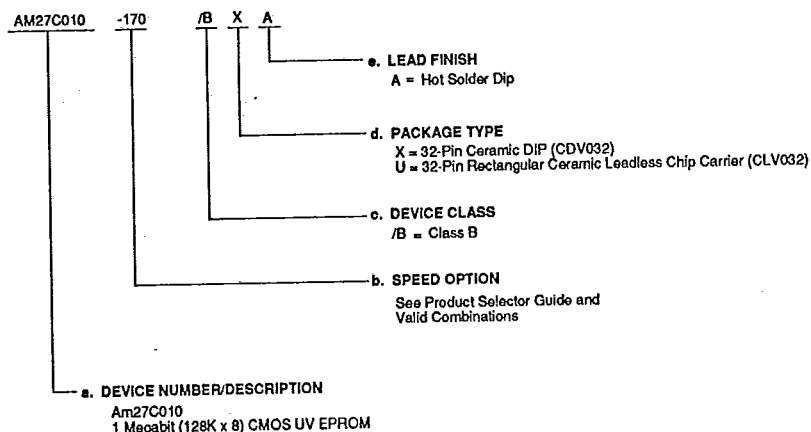 AM27C010 -170 /B X A
e. LEAD FINISH
A = Hot Solder Dip
d. PACKAGE TYPE
X = 32-Pin Ceramic DIP (CDV032)
U = 32-Pin Rectangular Ceramic Leadless Chip Carrier (CLV032)
c. DEVICE CLASS
/B = Class B
b. SPEED OPTION
See Product Selector Guide and
Valid Combinations
a. DEVICE NUMBER/DESCRIPTION
Am27C010
1 Megabit (128K x 8) CMOS UV EPROM